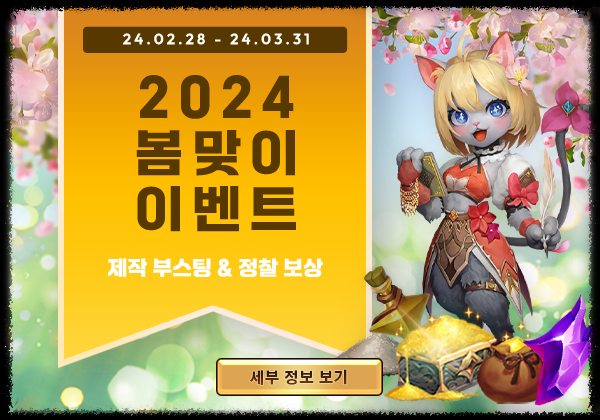 24.02.28 - 24.03.31
2024
봄맞이
이벤트
제작 부스팅 & 정찰 보상
세부 정보 보기